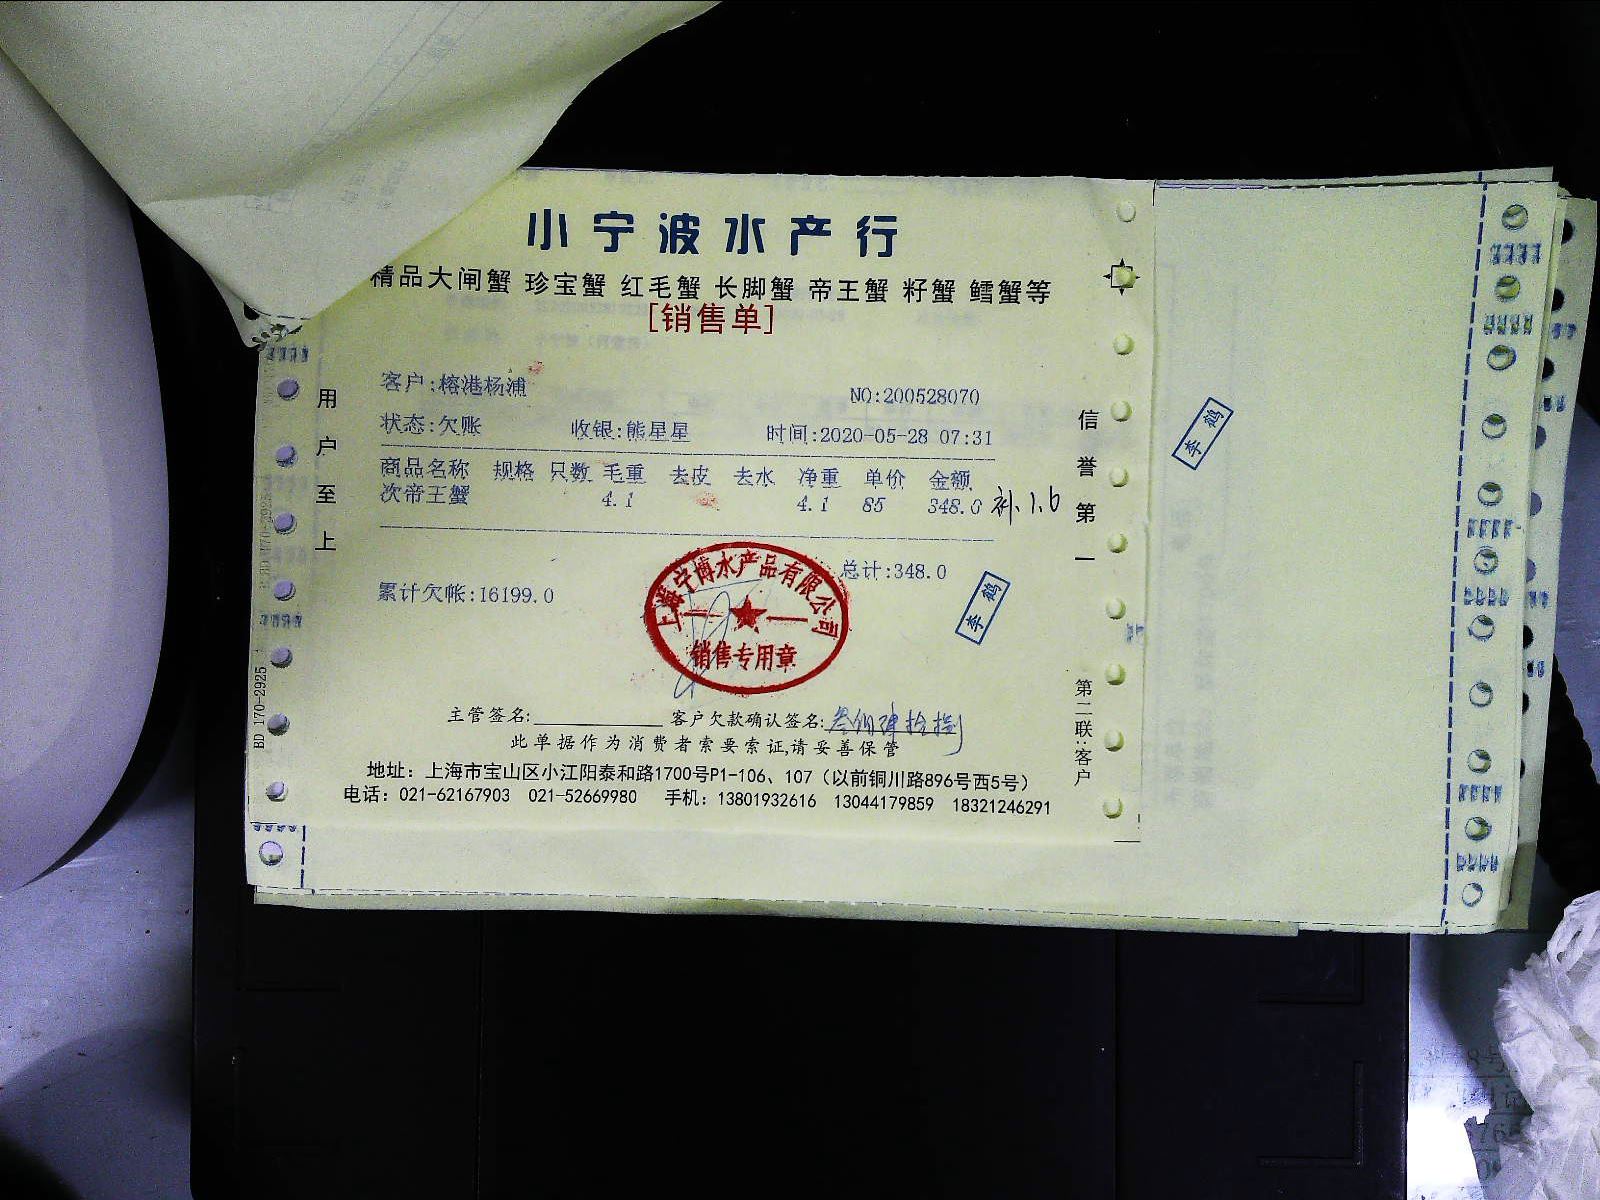 小宁波水产行
精品大闸蟹 珍宝蟹 红毛蟹 长脚蟹 帝王蟹 籽蟹 鳕蟹等
[销售单]
客户:榕港杨浦 NO:200528070
状态:欠账 收银:熊星星 时间:2020-05-28 07:31
商品名称 规格 只数 毛重 去皮 去水 净重 单价 金额
次帝王蟹 4.1 4.1 85 348.0 补.1.6
总计:348.0
累计欠帐:16199.0
上海宁博水产品有限公司
销售专用章
李鹤
李鹤
主管签名: 客户欠款确认签名:叁佰肆拾捌
此单据作为消费者索要索证,请妥善保管
地址：上海市宝山区小江阳泰和路1700号P1-106、107（以前铜川路896号西5号）
电话：021-62167903 021-52669980 手机：13801932616 13044179859 18321246291
用户至上
信誉第一
第二联:客户
BD 170-2925